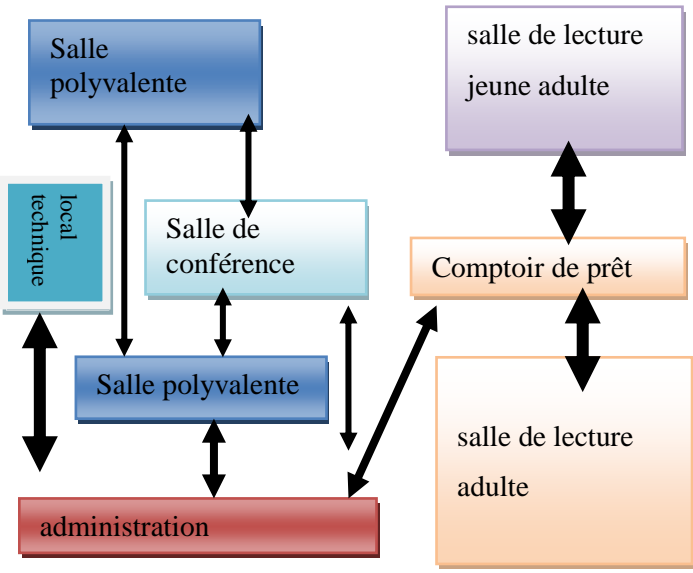 Salle
polyvalente
salle de lecture
jeune adulte
local
technique
Salle de
conférence
Comptoir de prêt
Salle polyvalente
salle de lecture
adulte
administration